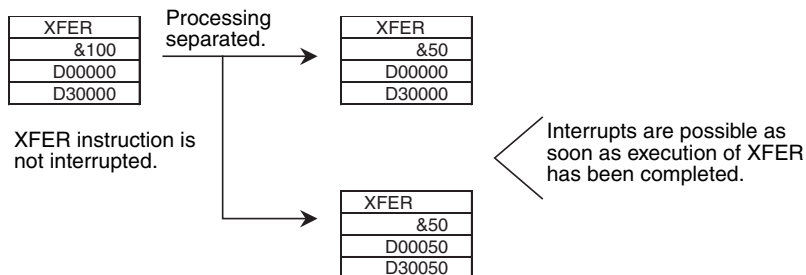 XFER
&100
D00000
D30000
Processing
separated.
XFER
&50
D00000
D30000
XFER instruction is
not interrupted.
Interrupts are possible as
soon as execution of XFER
has been completed.
XFER
&50
D00050
D30050